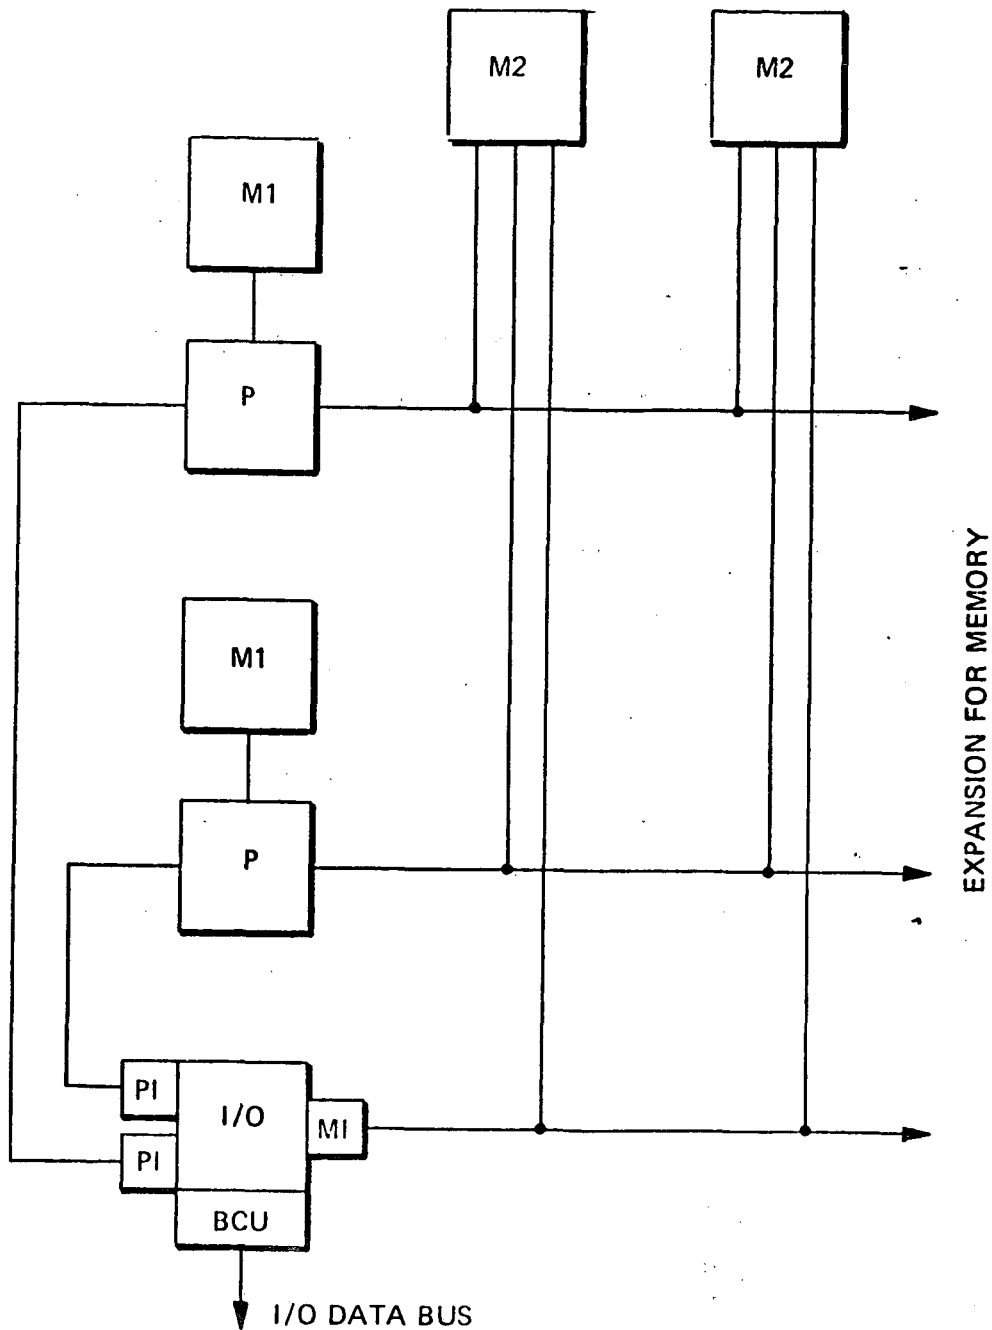 M2
M2
M1
P
EXPANSION FOR MEMORY
M1
P
PI
I/O
MI
PI
BCU
I/O DATA BUS